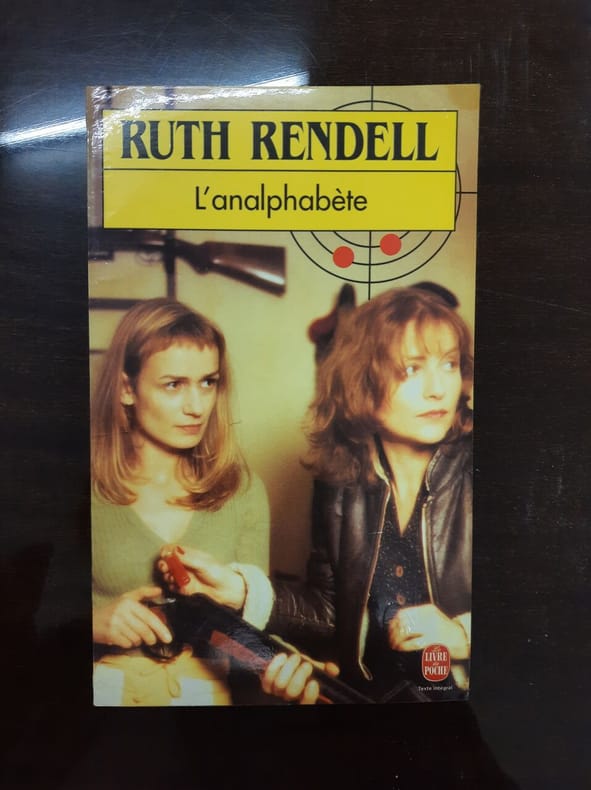 RUTH RENDELL
L'analphabète
Le
LIVRE
de
POCHE
Texte intégral